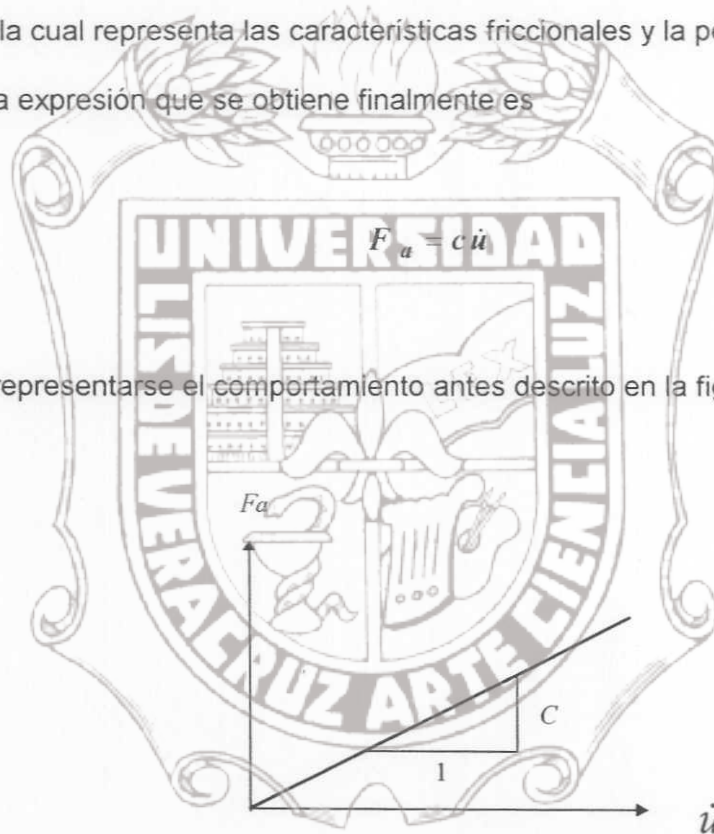 la cual representa las características friccionales y la p
a expresión que se obtiene finalmente es
F a = c u̇
representarse el comportamiento antes descrito en la fi
UNIVERSIDAD
LIS DE VERACRUZ ARTE CIENCIA LUZ
LEX
Fa
C
1
u̇